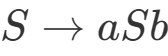 S → aSb